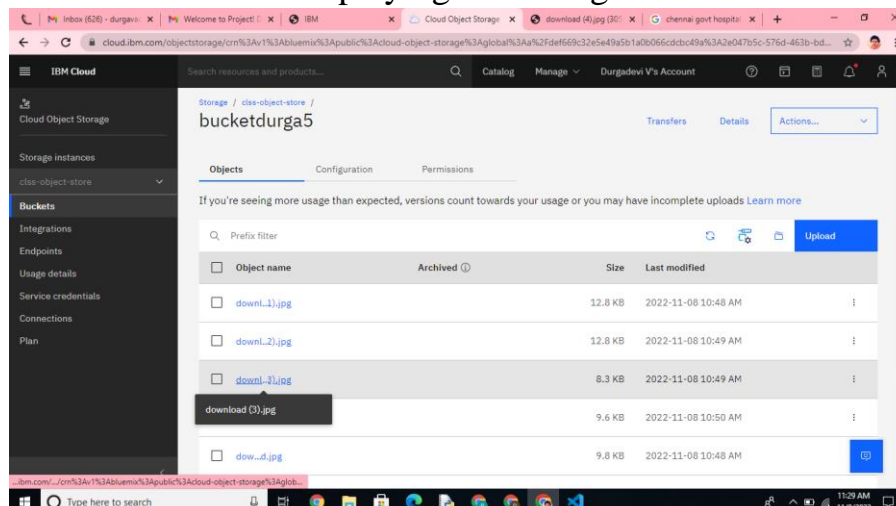 Inbox (626) - durgava
Welcome to Project!
IBM
Cloud Object Storage
download (4).jpg (305
chennai govt hospital
cloud.ibm.com/objectstorage/crn%3Av1%3Abluemix%3Apublic%3Acloud-object-storage%3Aglobal%3Aa%2Fdef669c32e5e49a5b1a0b066cdcbc49a%3A2e047b5c-576d-463b-bd...
IBM Cloud
Search resources and products...
Catalog
Manage
Durgadevi V's Account
Cloud Object Storage
Storage instances
clss-object-store
Buckets
Integrations
Endpoints
Usage details
Service credentials
Connections
Plan
Storage / clss-object-store /
bucketdurga5
Transfers
Details
Actions...
Objects
Configuration
Permissions
If you're seeing more usage than expected, versions count towards your usage or you may have incomplete uploads Learn more
Prefix filter
Upload
Object name Archived Size Last modified
downl...1).jpg 12.8 KB 2022-11-08 10:48 AM
downl...2).jpg 12.8 KB 2022-11-08 10:49 AM
downl...3).jpg 8.3 KB 2022-11-08 10:49 AM
download (3).jpg
9.6 KB 2022-11-08 10:50 AM
dow...d.jpg 9.8 KB 2022-11-08 10:48 AM
...ibm.com/.../crn%3Av1%3Abluemix%3Apublic%3Acloud-object-storage%3Aglob...
Type here to search
11:29 AM